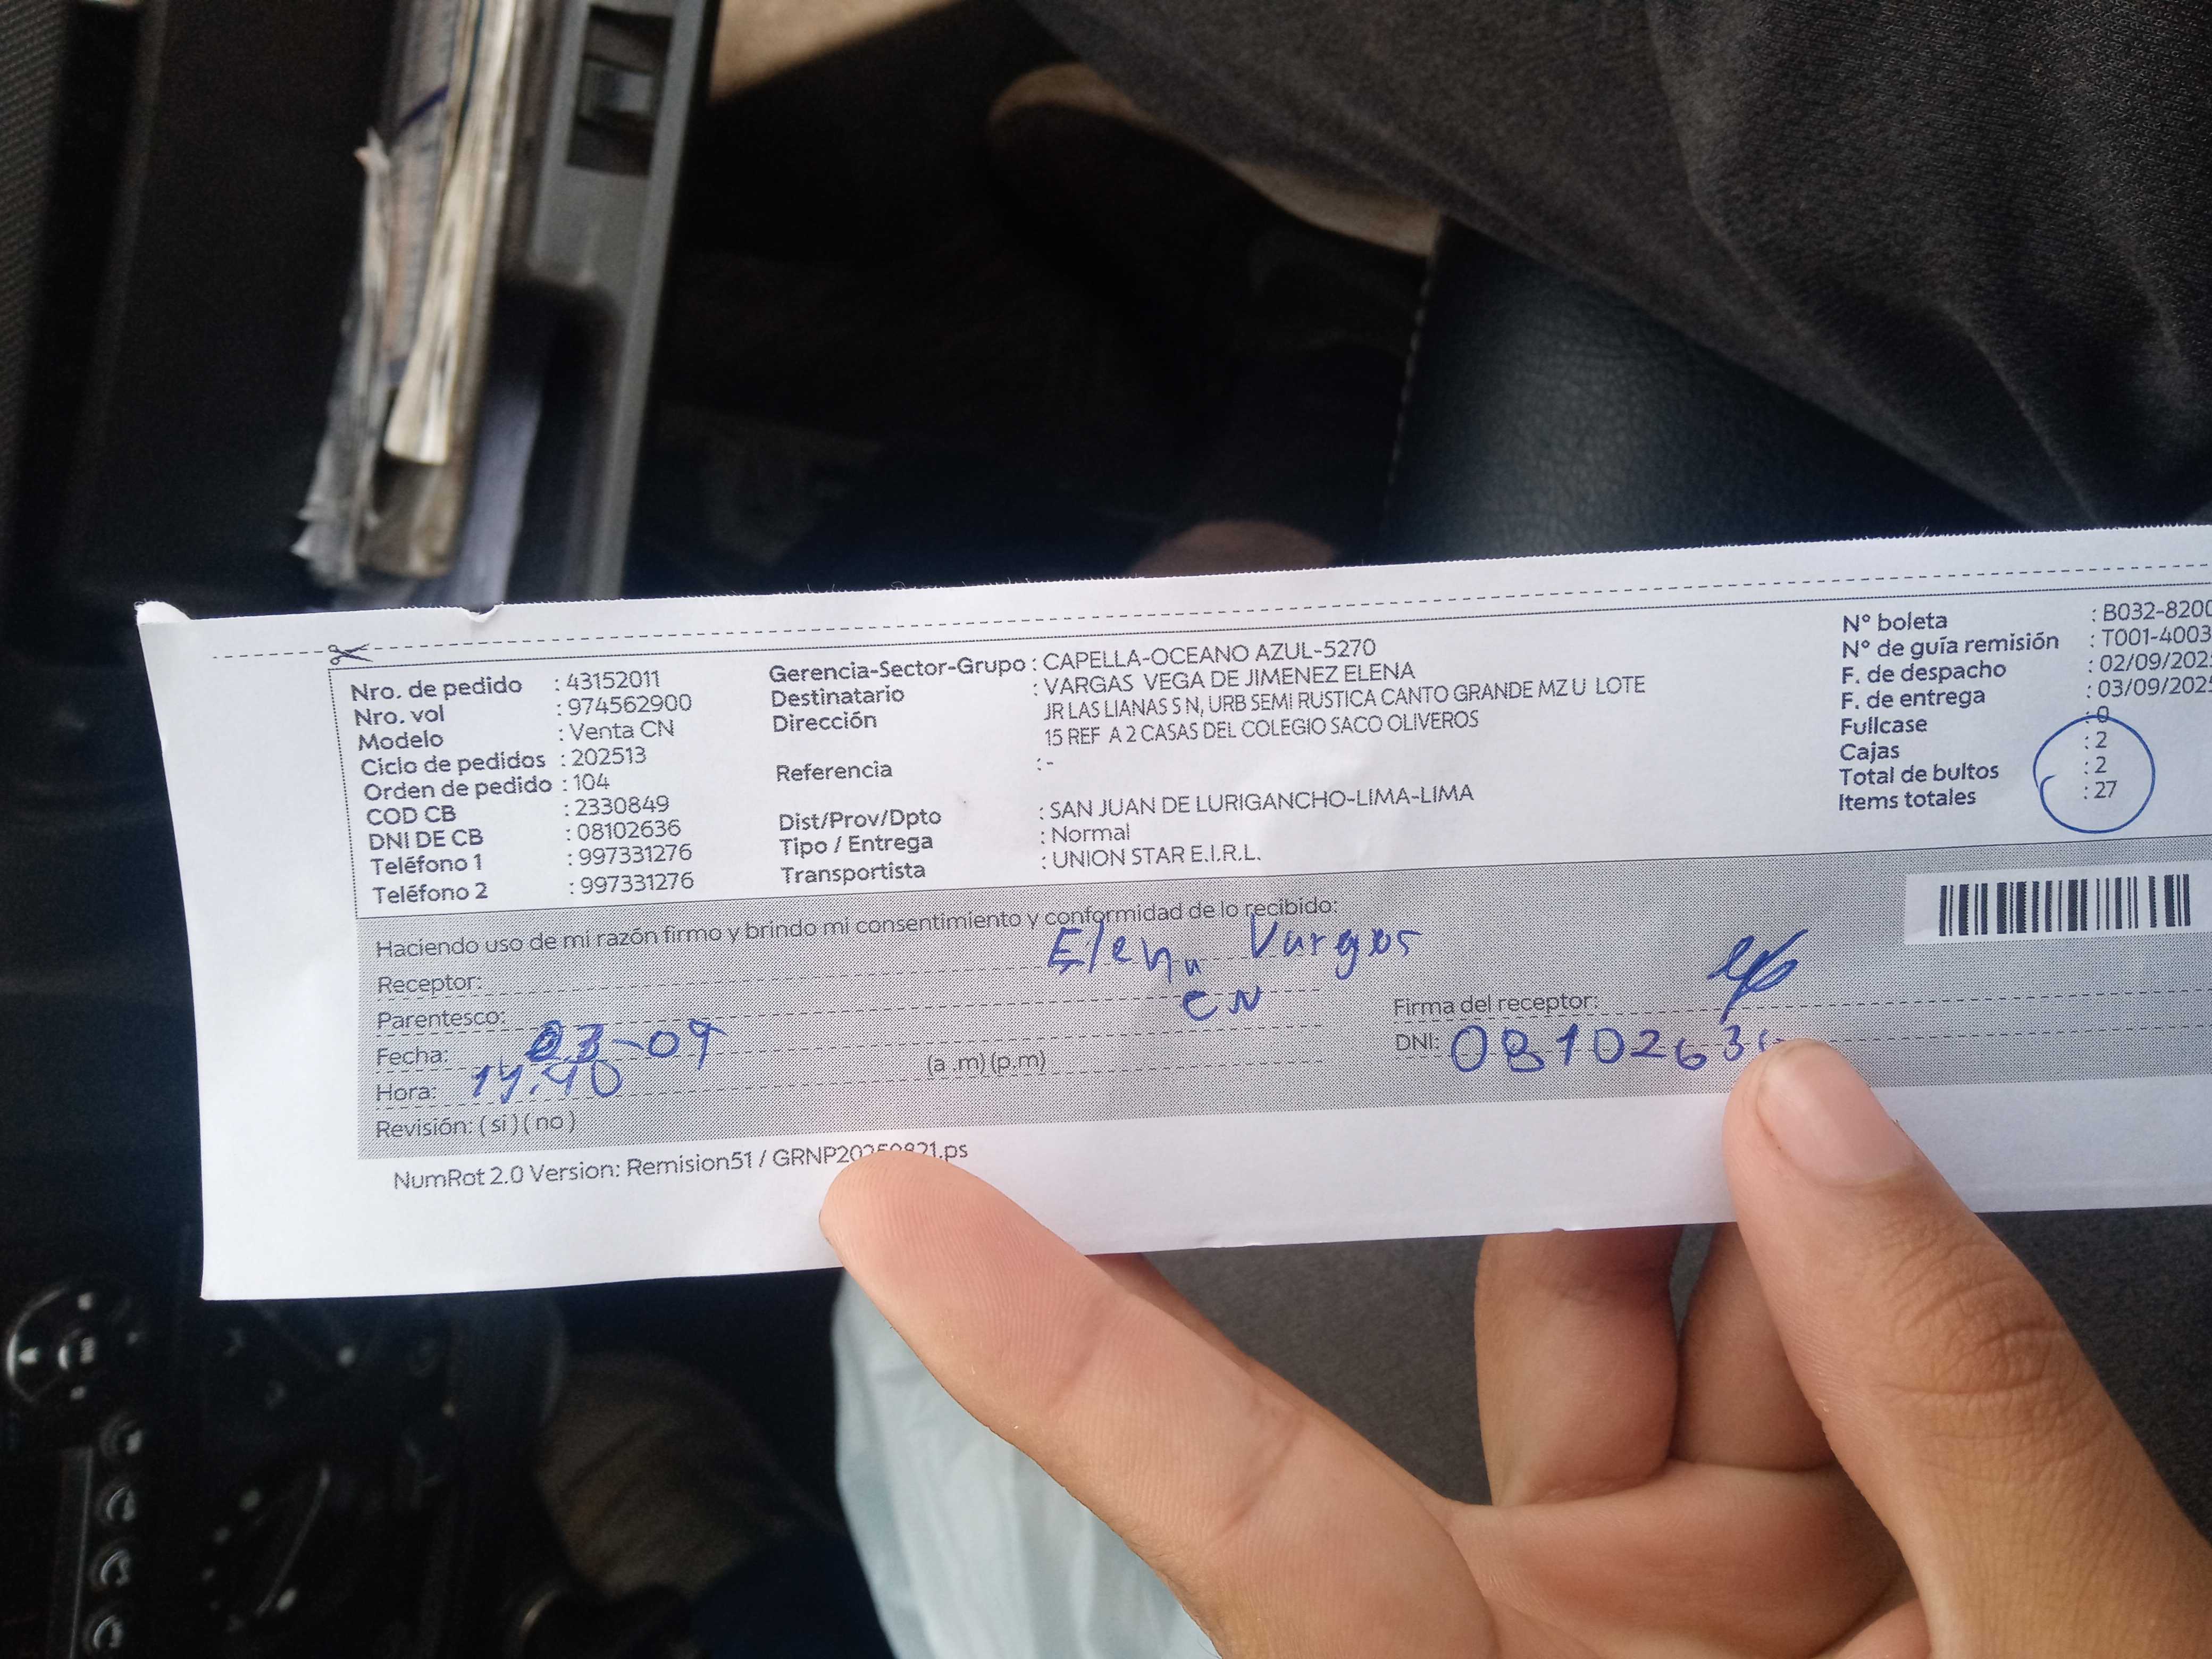 Nro. de pedido : 43152011
Nro. vol : 974562900
Modelo : Venta CN
Ciclo de pedidos : 202513
Orden de pedido : 104
COD CB : 2330849
DNI DE CB : 08102636
Teléfono 1 : 997331276
Teléfono 2 : 997331276
Gerencia-Sector-Grupo : CAPELLA-OCEANO AZUL-5270
Destinatario : VARGAS VEGA DE JIMENEZ ELENA
Dirección : JR LAS LIANAS S N, URB SEMI RUSTICA CANTO GRANDE MZ U LOTE
15 REF A 2 CASAS DEL COLEGIO SACO OLIVEROS
Referencia : -
Dist/Prov/Dpto : SAN JUAN DE LURIGANCHO-LIMA-LIMA
Tipo / Entrega : Normal
Transportista : UNION STAR E.I.R.L.
Nº boleta : B032-8200
Nº de guía remisión : T001-4003
F. de despacho : 02/09/202
F. de entrega : 03/09/202
Fullcase : 0
Cajas : 2
Total de bultos : 2
Items totales : 27
Haciendo uso de mi razón firmo y brindo mi consentimiento y conformidad de lo recibido:
Receptor: Elena Vargas
Parentesco: CN
Fecha: 03-09
Hora: (a .m) (p.m)
Revisión: ( si ) ( no )
Firma del receptor:
DNI: 0810263
NumRot 2.0 Version: Remision51 / GRNP20250821.ps